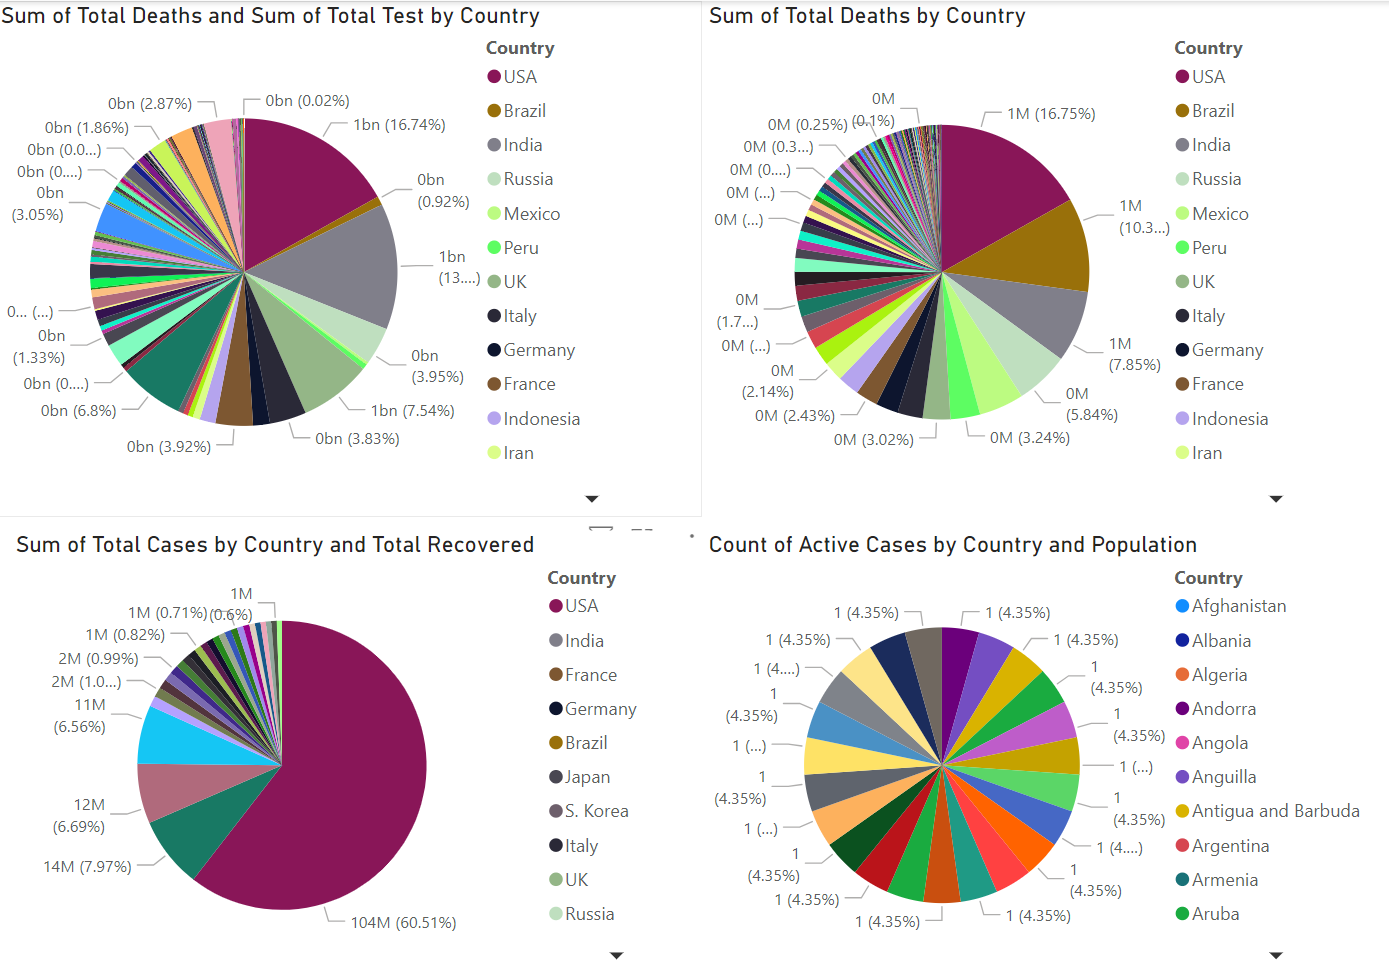 Sum of Total Deaths and Sum of Total Test by Country
Country
USA
Brazil
India
Russia
Mexico
Peru
UK
Italy
Germany
France
Indonesia
Iran
0bn (0.02%)
1bn (16.74%)
0bn
(0.92%)
1bn
(13....)
0bn
(3.95%)
1bn (7.54%)
0bn (3.83%)
0bn (3.92%)
0bn (6.8%)
0bn (0....)
0bn
(1.33%)
0... (...)
0bn
(3.05%)
0bn (0....)
0bn (0.0...)
0bn (1.86%)
0bn (2.87%)
Sum of Total Deaths by Country
Country
USA
Brazil
India
Russia
Mexico
Peru
UK
Italy
Germany
France
Indonesia
Iran
1M (16.75%)
1M
(10.3...)
1M
(7.85%)
0M
(5.84%)
0M (3.24%)
0M (3.02%)
0M (2.43%)
0M
(2.14%)
0M (...)
0M
(1.7...)
0M (...)
0M (...)
0M (0....)
0M (0.3...)
0M (0.25%)
0M
(0.1%)
Sum of Total Cases by Country and Total Recovered
Country
USA
India
France
Germany
Brazil
Japan
S. Korea
Italy
UK
Russia
104M (60.51%)
14M (7.97%)
12M
(6.69%)
11M
(6.56%)
2M (1.0...)
2M (0.99%)
1M (0.82%)
1M (0.71%)
1M
(0.6%)
Count of Active Cases by Country and Population
Country
Afghanistan
Albania
Algeria
Andorra
Angola
Anguilla
Antigua and Barbuda
Argentina
Armenia
Aruba
1 (4.35%)
1 (4.35%)
1
(4.35%)
1
(4.35%)
1 (...)
1
(4.35%)
1 (4....)
1
(4.35%)
1 (4.35%)
1 (4.35%)
1 (4.35%)
1
(4.35%)
1 (...)
1
(4.35%)
1 (...)
1
(4.35%)
1 (4....)
1 (4.35%)
1 (4.35%)